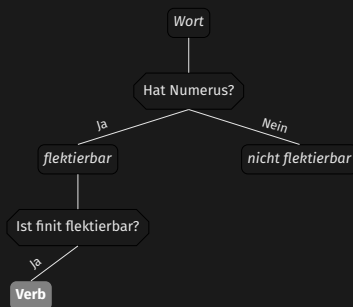 Wort
Hat Numerus?
Ja
Nein
flektierbar
nicht flektierbar
Ist finit flektierbar?
Ja
Verb